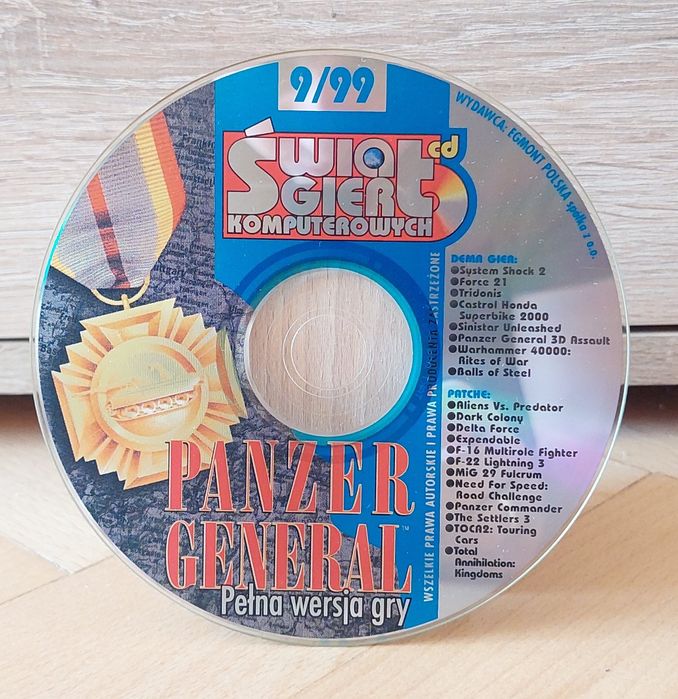 9/99
ŚWIAT
GIER
KOMPUTEROWYCH
cd
WYDAWCA: EGMONT POLSKA spółka z o.o.
DEMA GIER:
●System Shock 2
●Force 21
●Tridonis
●Castrol Honda
Superbike 2000
●Sinistar Unleashed
●Panzer General 3D Assault
●Warhammer 40000:
Rites of War
●Balls of Steel
PATCHE:
●Aliens Vs. Predator
●Dark Colony
●Delta Force
●Expendable
●F-16 Multirole Fighter
●F-22 Lightning 3
●MiG 29 Fulcrum
●Need For Speed:
Road Challenge
●Panzer Commander
●The Settlers 3
●TOCA2: Touring
Cars
●Total
Annihilation:
Kingdoms
WSZELKIE PRAWA AUTORSKIE I PRAWA PRODUCENTA ZASTRZEŻONE
PANZER
GENERAL™
Pełna wersja gry